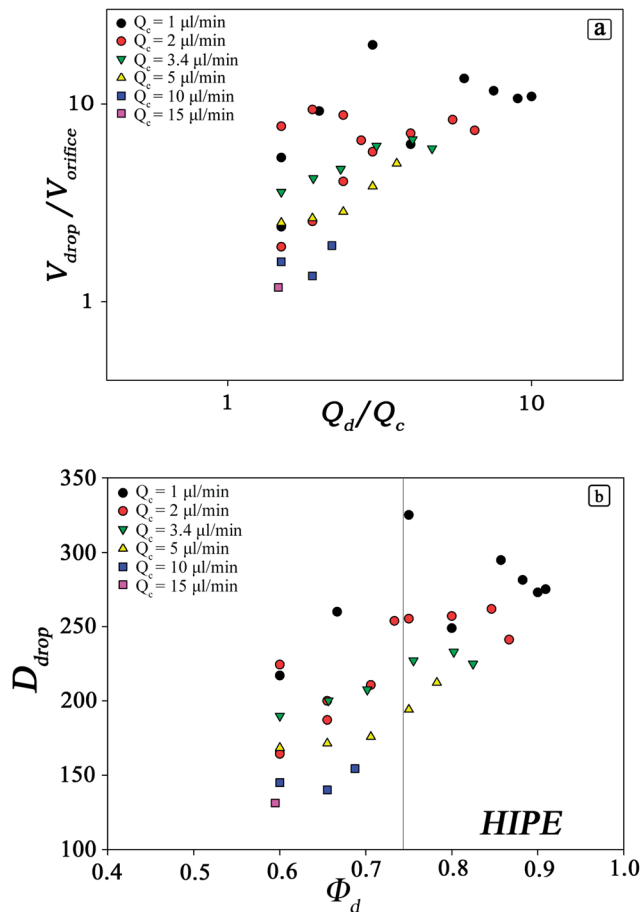 Q_c = 1 μl/min
Q_c = 2 μl/min
Q_c = 3.4 μl/min
Q_c = 5 μl/min
Q_c = 10 μl/min
Q_c = 15 μl/min
a
10
1
V_drop/V_orifice
1
10
Q_d/Q_c
350
300
250
200
150
100
D_drop
Q_c = 1 μl/min
Q_c = 2 μl/min
Q_c = 3.4 μl/min
Q_c = 5 μl/min
Q_c = 10 μl/min
Q_c = 15 μl/min
b
HIPE
0.4
0.5
0.6
0.7
0.8
0.9
1.0
Φ_d